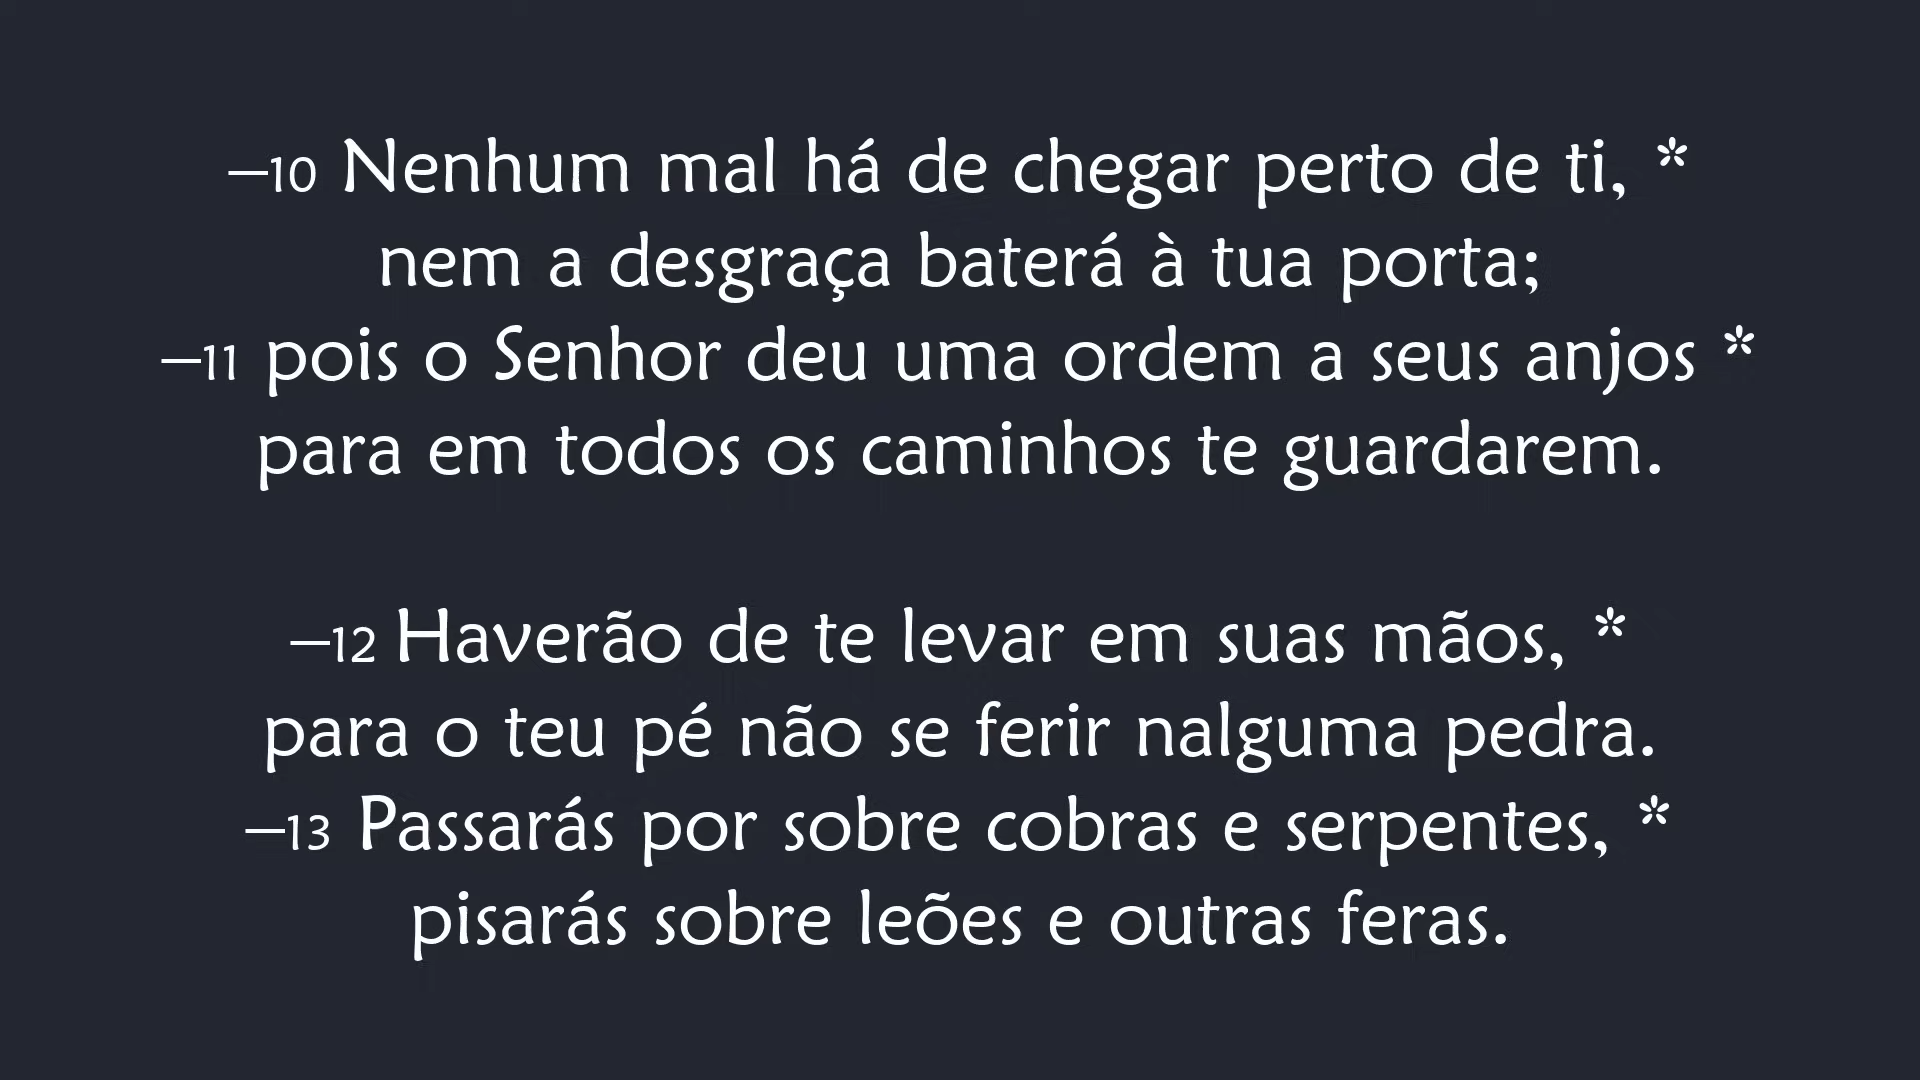 –10 Nenhum mal há de chegar perto de ti, *
nem a desgraça baterá à tua porta;
–11 pois o Senhor deu uma ordem a seus anjos *
para em todos os caminhos te guardarem.
–12 Haverão de te levar em suas mãos, *
para o teu pé não se ferir nalguma pedra.
–13 Passarás por sobre cobras e serpentes, *
pisarás sobre leões e outras feras.